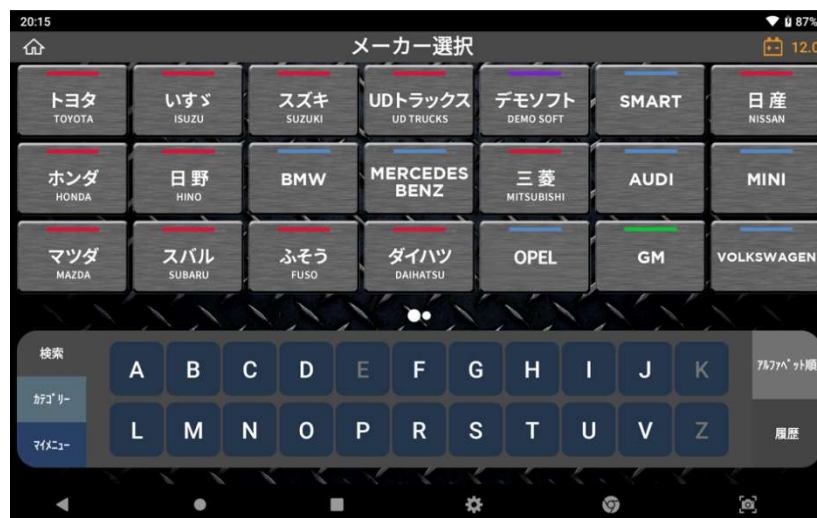 20:15
87%
メーカー選択
12.0
トヨタ
TOYOTA
いすゞ
ISUZU
スズキ
SUZUKI
UDトラックス
UD TRUCKS
デモソフト
DEMO SOFT
SMART
日産
NISSAN
ホンダ
HONDA
日野
HINO
BMW
MERCEDES
BENZ
三菱
MITSUBISHI
AUDI
MINI
マツダ
MAZDA
スバル
SUBARU
ふそう
FUSO
ダイハツ
DAIHATSU
OPEL
GM
VOLKSWAGEN
検索
A B C D E F G H I J K
ｱﾙﾌｧﾍﾞｯﾄ順
ｶﾃｺﾞﾘｰ
L M N O P R S T U V Z
ﾏｲﾒﾆｭｰ
履歴